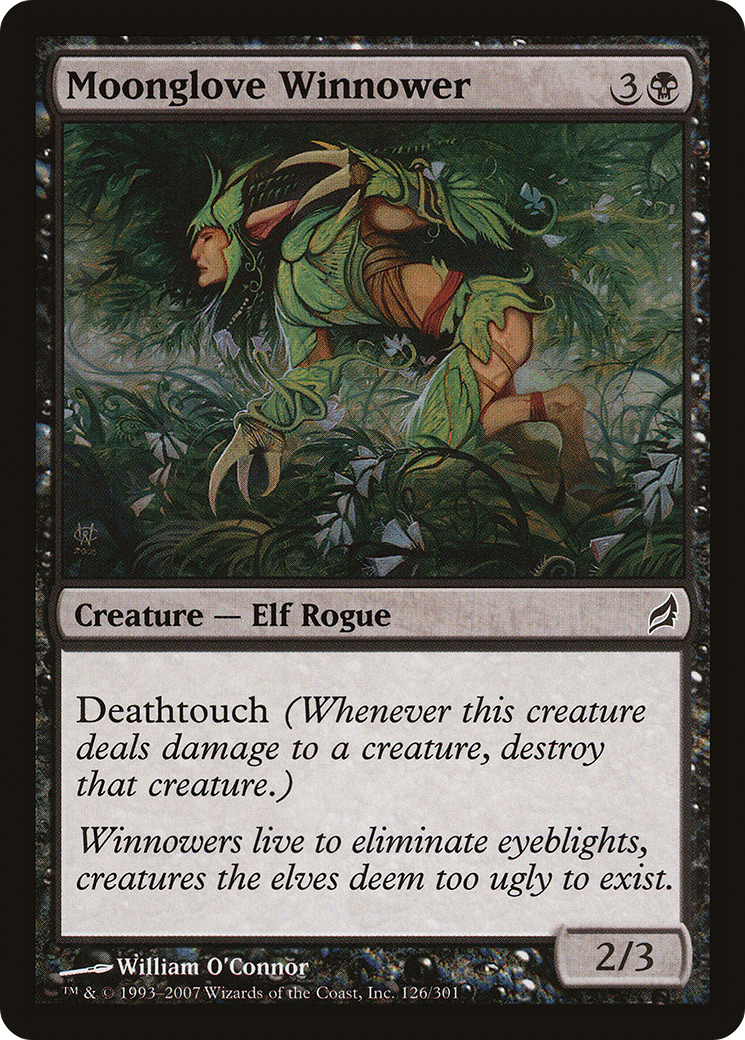 Moonglove Winnower 3
2006
Creature — Elf Rogue
Deathtouch (Whenever this creature
deals damage to a creature, destroy
that creature.)
Winnowers live to eliminate eyeblights,
creatures the elves deem too ugly to exist.
2/3
William O'Connor
™ & © 1993–2007 Wizards of the Coast, Inc. 126/301